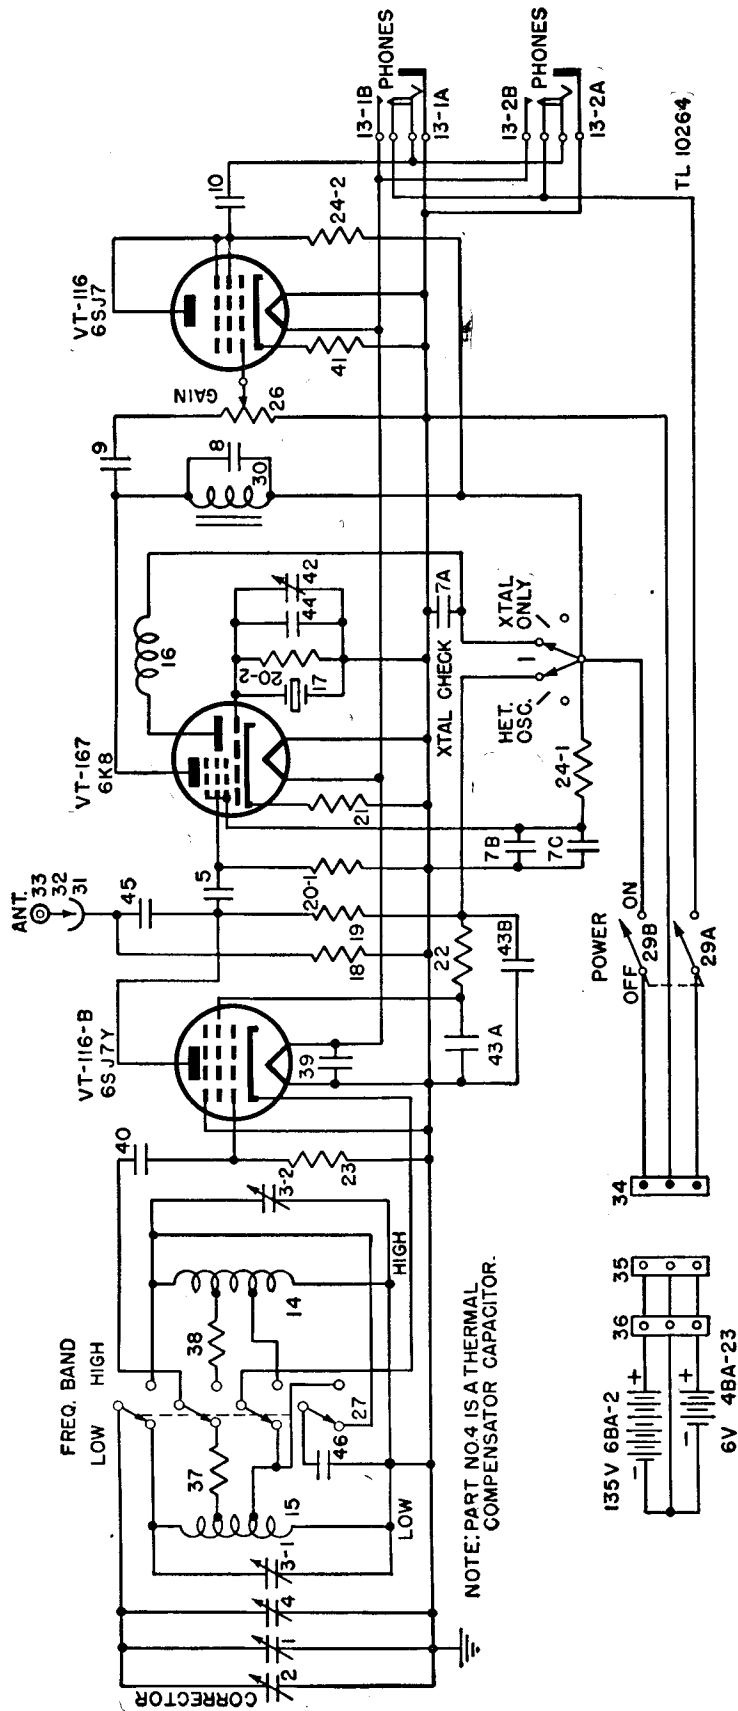 CORRECTOR
2
1
4
3-1
FREQ. BAND
LOW HIGH
37
38
15
14
46
27
LOW
HIGH
3-2
40
23
VT-116-B
6SJ7Y
39
43A
43B
22
ANT.
33
32
31
45
5
18
19
20-1
VT-167
6K8
21
16
20-2
17
44
42
7A
7B
7C
XTAL CHECK
HET.
OSC.
XTAL
ONLY
24-1
9
8
30
GAIN
26
VT-116
6SJ7
41
10
24-2
13-1B
PHONES
13-1A
13-2B
PHONES
13-2A
TL 10264
NOTE: PART NO.4 IS A THERMAL
COMPENSATOR CAPACITOR.
POWER
OFF ON
29B
29A
34
35
36
135V 6BA-2
- +
- +
6V 4BA-23